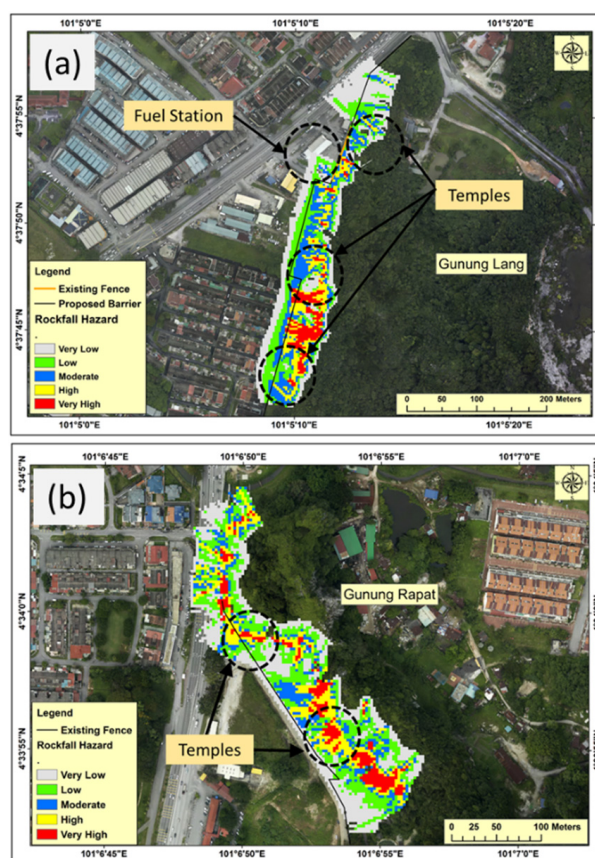 101°5'0"E 101°5'10"E 101°5'20"E
(a)
Fuel Station
Temples
Gunung Lang
4°37'55"N
4°37'50"N
4°37'45"N
Legend
Existing Fence
Proposed Barrier
Rockfall Hazard
.
Very Low
Low
Moderate
High
Very High
0 50 100 200 Meters
101°5'0"E 101°5'10"E 101°5'20"E
101°6'45"E 101°6'50"E 101°6'55"E 101°7'0"E
(b)
Gunung Rapat
4°34'5"N
4°34'0"N
4°33'55"N
Temples
Legend
Existing Fence
Rockfall Hazard
.
Very Low
Low
Moderate
High
Very High
0 25 50 100 Meters
101°6'45"E 101°6'50"E 101°6'55"E 101°7'0"E